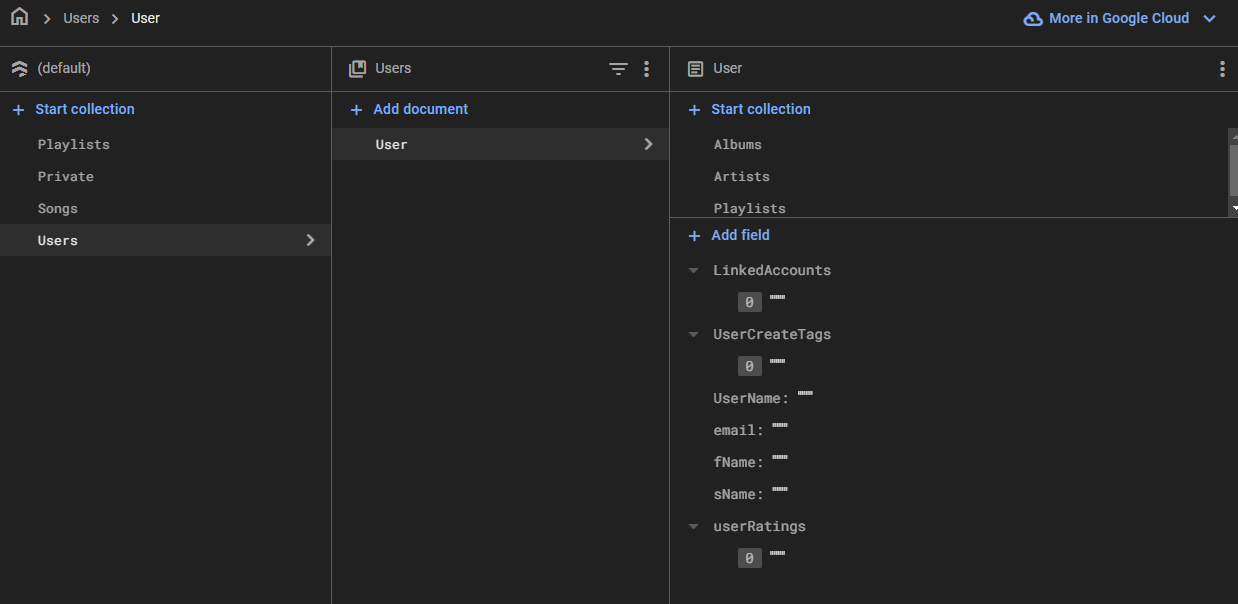 Users User More in Google Cloud
(default)
Start collection
Playlists
Private
Songs
Users
Users
Add document
User
User
Start collection
Albums
Artists
Playlists
Add field
LinkedAccounts
0 """"
UserCreateTags
0 """"
UserName: """"
email: """"
fName: """"
sName: """"
userRatings
0 """"